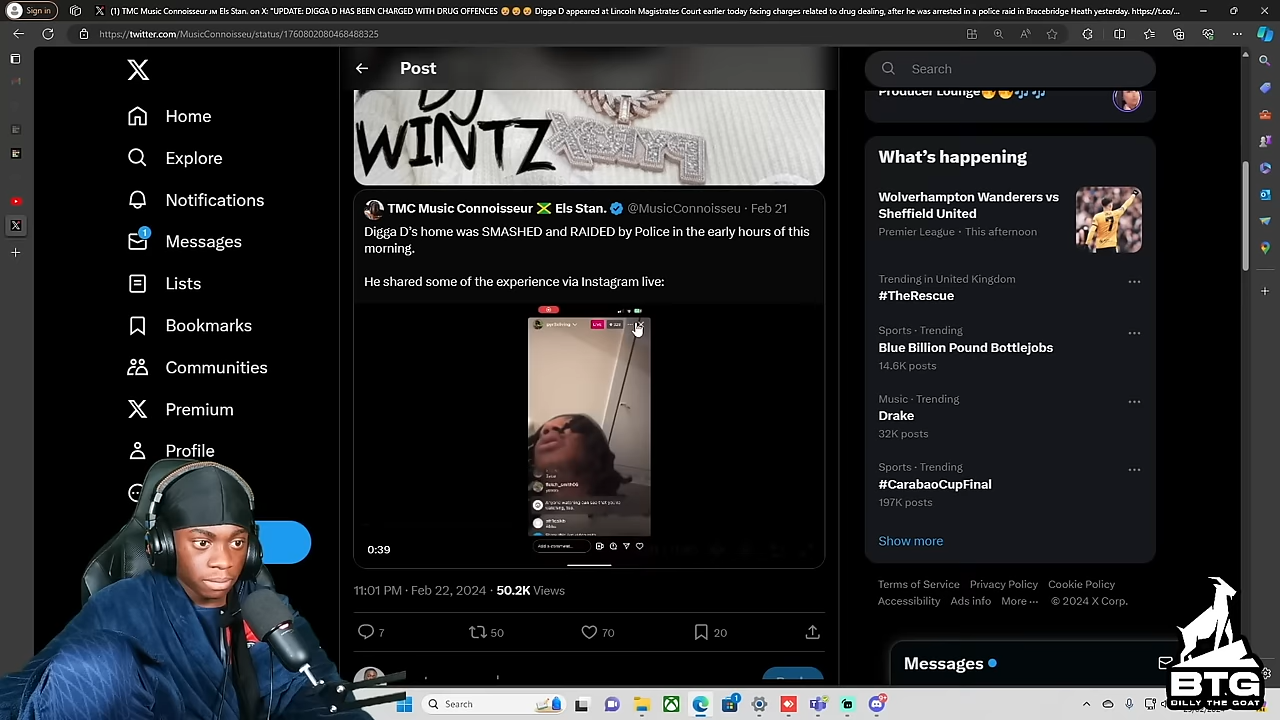 Sign in
(1) TMC Music Connoisseur 🇯🇲 Els Stan. on X: "UPDATE: DIGGA D HAS BEEN CHARGED WITH DRUG OFFENCES 😔😔😔 Digga D appeared at Lincoln Magistrates Court earlier today facing charges related to drug dealing, after he was arrested in a police raid in Bracebridge Heath yesterday. https://t.co/...
https://twitter.com/MusicConnoisseu/status/1760802080468488325
Home
Explore
Notifications
1
Messages
Lists
Bookmarks
Communities
Premium
Profile
Post
DJ
WINTZ
TMC Music Connoisseur 🇯🇲 Els Stan. @MusicConnoisseu · Feb 21
Digga D's home was SMASHED and RAIDED by Police in the early hours of this
morning.
He shared some of the experience via Instagram live:
LIVE
Add a comment...
0:39
11:01 PM · Feb 22, 2024 · 50.2K Views
7
50
70
20
Search
Producer Lounge
What's happening
Wolverhampton Wanderers vs
Sheffield United
Premier League · This afternoon
Trending in United Kingdom
#TheRescue
Sports · Trending
Blue Billion Pound Bottlejobs
14.6K posts
Music · Trending
Drake
32K posts
Sports · Trending
#CarabaoCupFinal
197K posts
Show more
Terms of Service Privacy Policy Cookie Policy
Accessibility Ads info More ··· © 2024 X Corp.
Messages
BTG
BILLY THE GOAT
Search